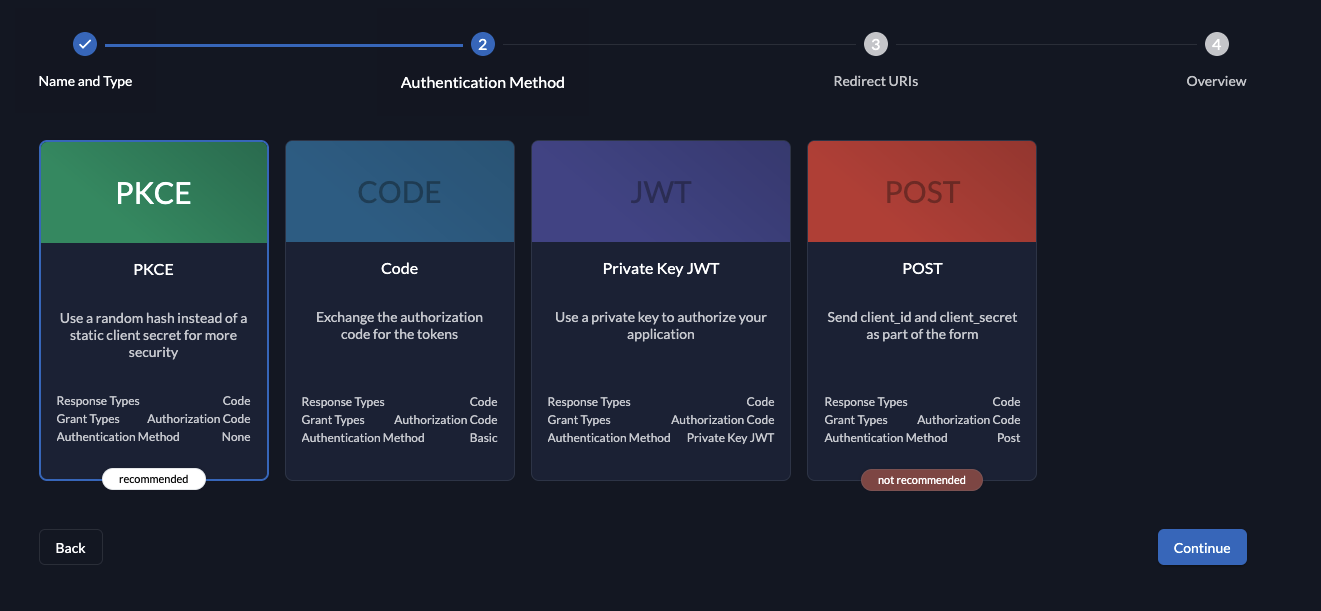 2
3
4
Name and Type
Authentication Method
Redirect URIs
Overview
PKCE
PKCE
Use a random hash instead of a
static client secret for more
security
Response Types Code
Grant Types Authorization Code
Authentication Method None
recommended
CODE
Code
Exchange the authorization
code for the tokens
Response Types Code
Grant Types Authorization Code
Authentication Method Basic
JWT
Private Key JWT
Use a private key to authorize your
application
Response Types Code
Grant Types Authorization Code
Authentication Method Private Key JWT
POST
POST
Send client_id and client_secret
as part of the form
Response Types Code
Grant Types Authorization Code
Authentication Method Post
not recommended
Back
Continue